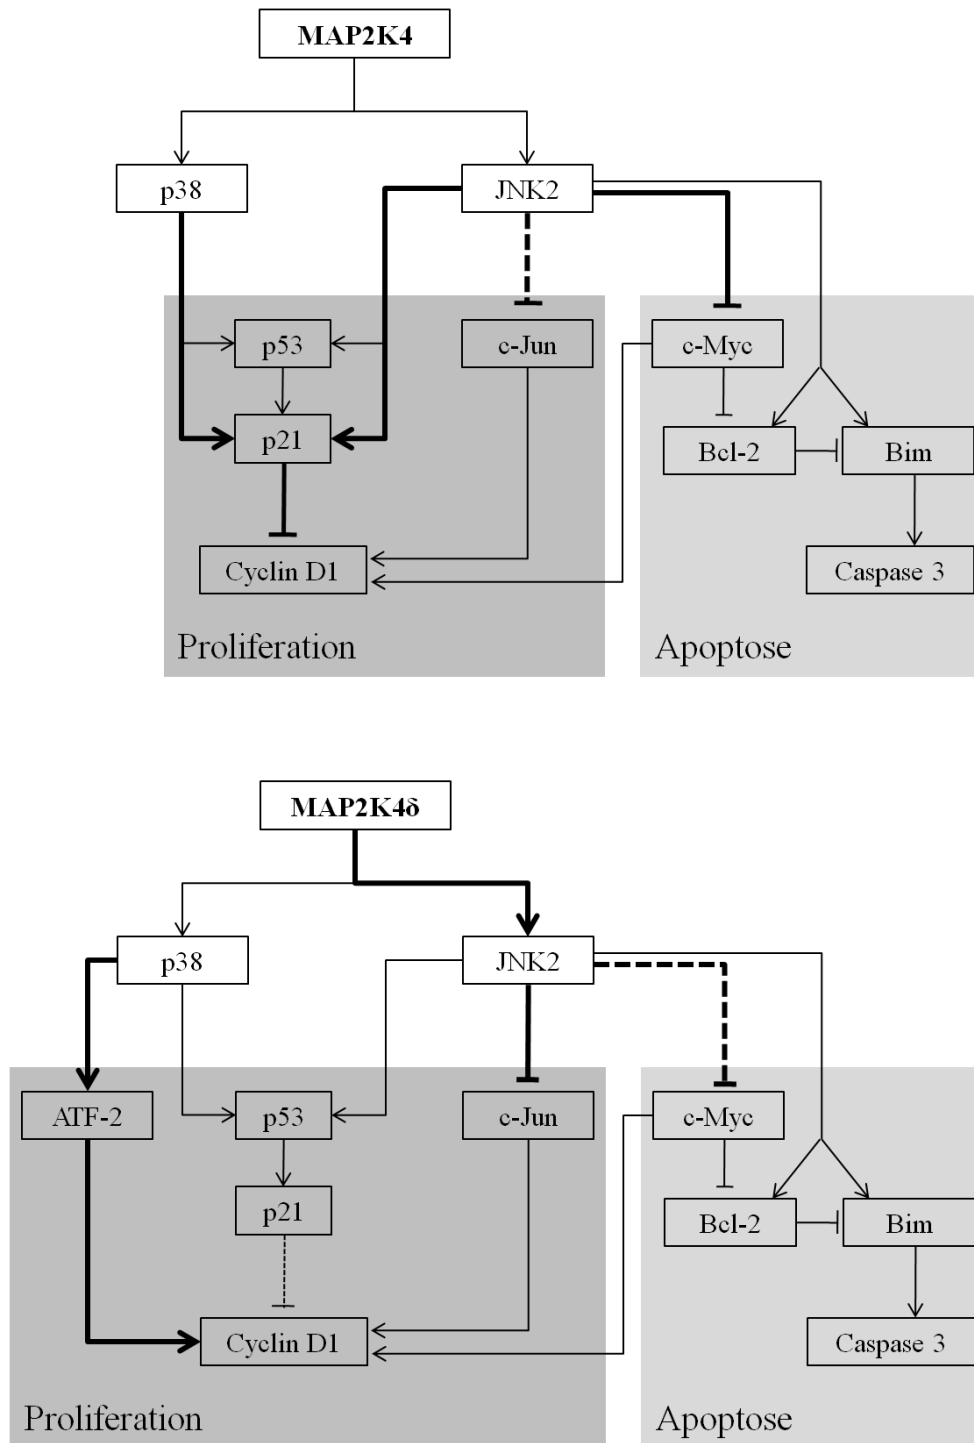 MAP2K4
p38
JNK2
p53
c-Jun
c-Myc
p21
Bcl-2
Bim
Cyclin D1
Caspase 3
Proliferation
Apoptose
MAP2K4δ
p38
JNK2
ATF-2
p53
c-Jun
c-Myc
p21
Bcl-2
Bim
Cyclin D1
Caspase 3
Proliferation
Apoptose